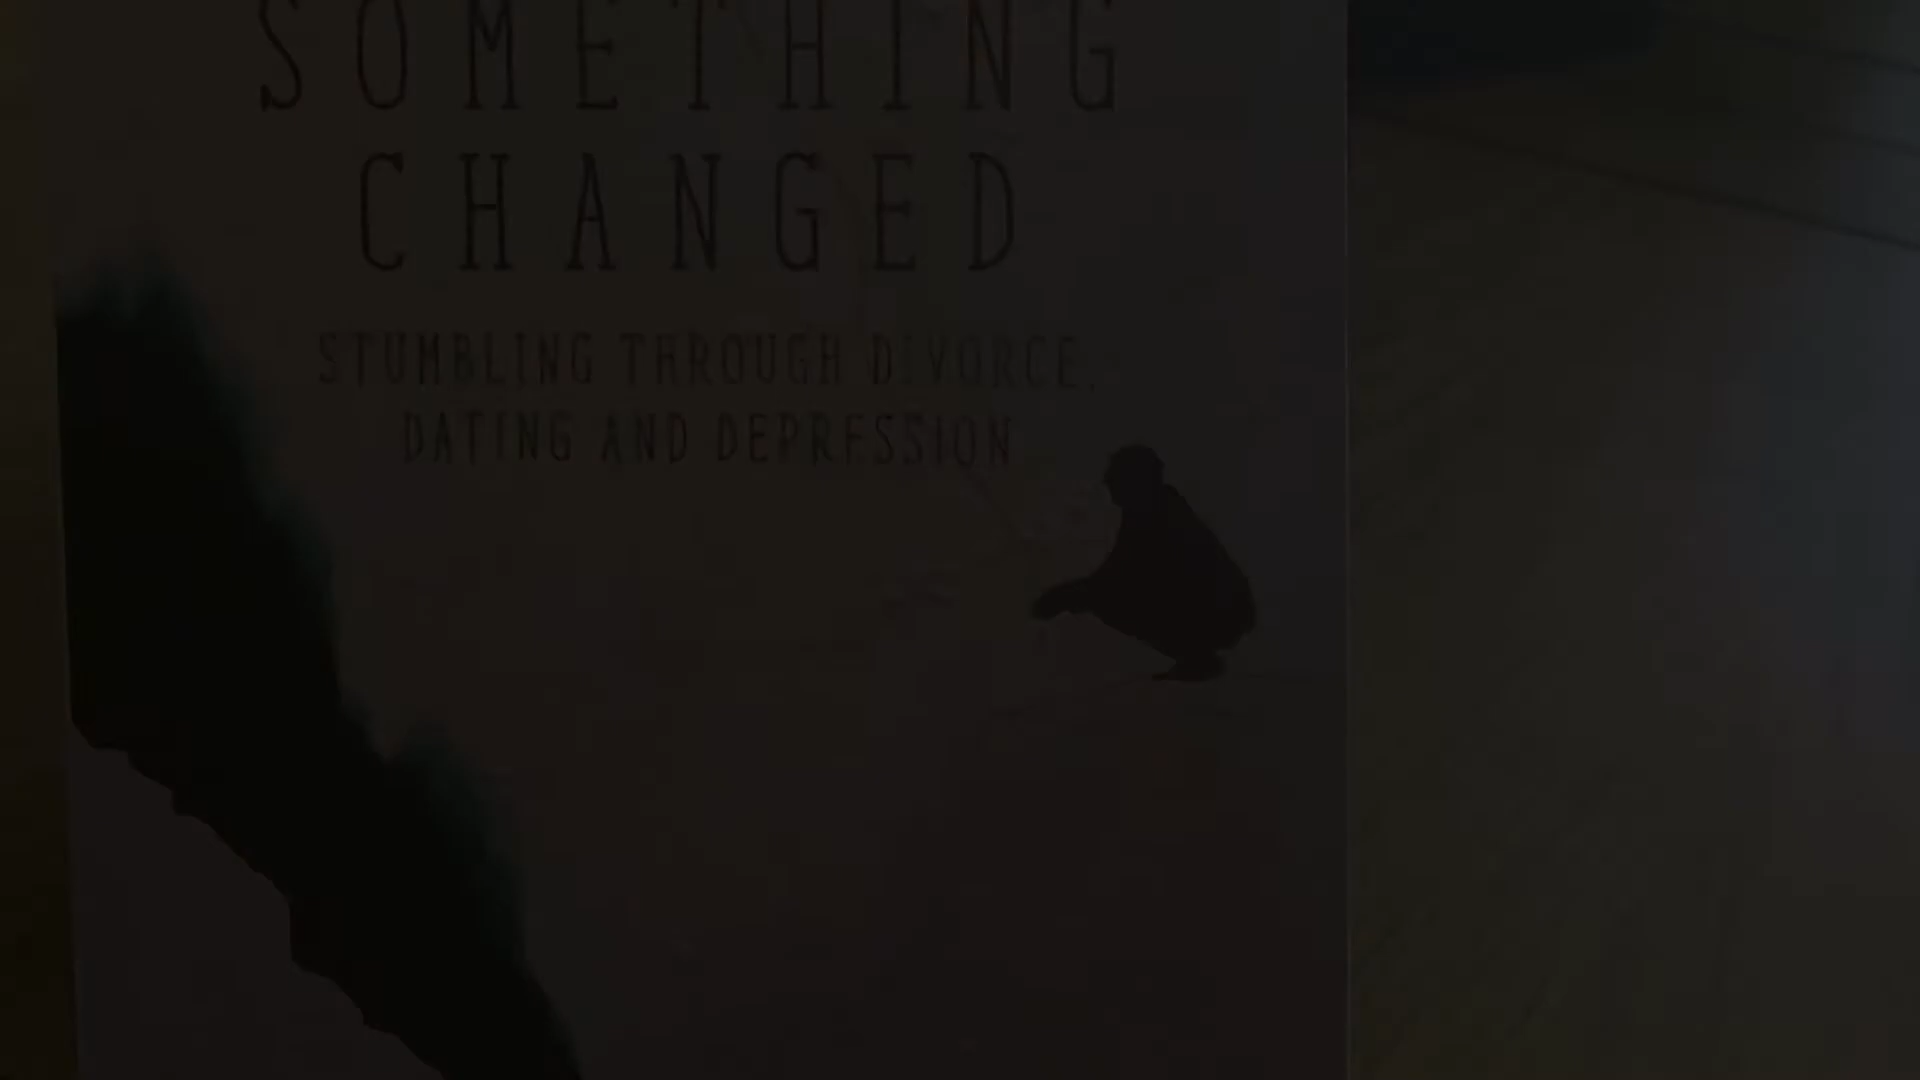 SOMETHING
CHANGED
STUMBLING THROUGH DIVORCE,
DATING AND DEPRESSION